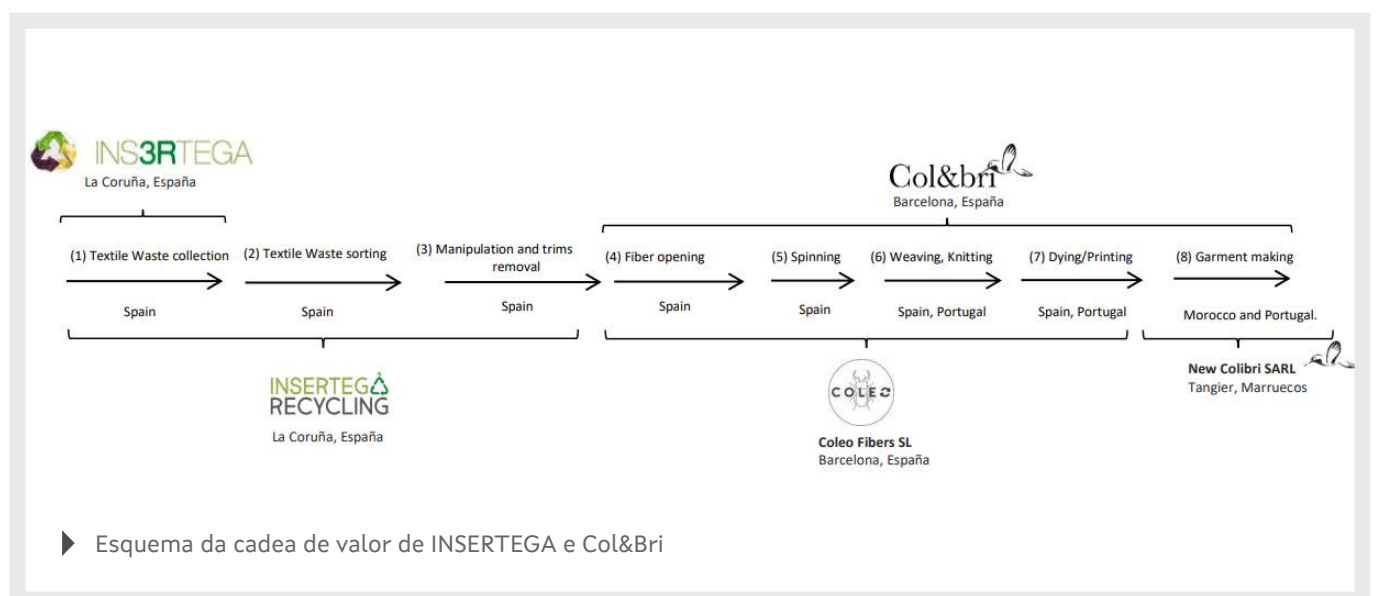 INS3RTEGA
La Coruña, España
Col&bri
Barcelona, España
(1) Textile Waste collection
(2) Textile Waste sorting
(3) Manipulation and trims
removal
(4) Fiber opening
(5) Spinning
(6) Weaving, Knitting
(7) Dying/Printing
(8) Garment making
Spain
Spain
Spain
Spain
Spain
Spain, Portugal
Spain, Portugal
Morocco and Portugal.
INSERTEGA
RECYCLING
La Coruña, España
COLEO
Coleo Fibers SL
Barcelona, España
New Colibri SARL
Tangier, Marruecos
Esquema da cadea de valor de INSERTEGA e Col&Bri